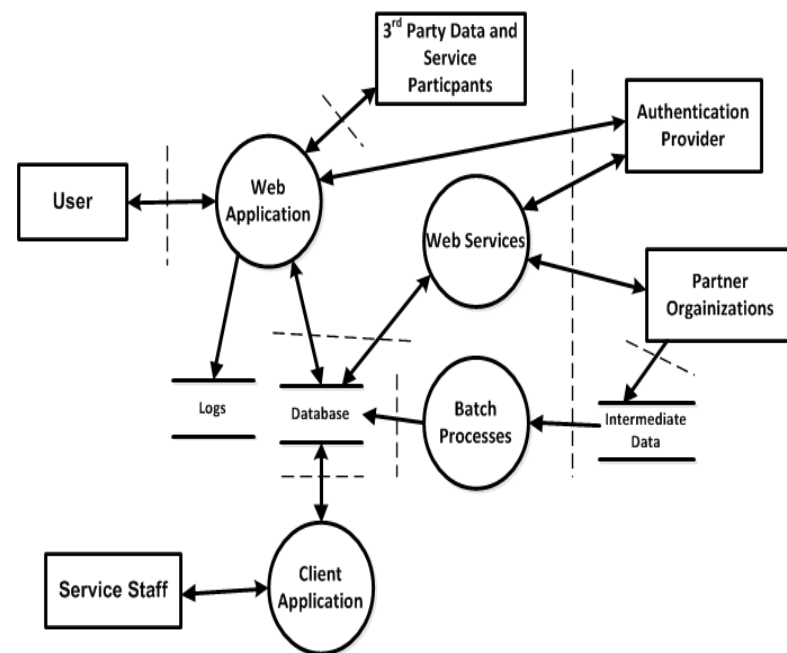 3rd Party Data and
Service
Particpants
Authentication
Provider
User
Web
Application
Web Services
Partner
Orgainizations
Logs
Database
Batch
Processes
Intermediate
Data
Service Staff
Client
Application